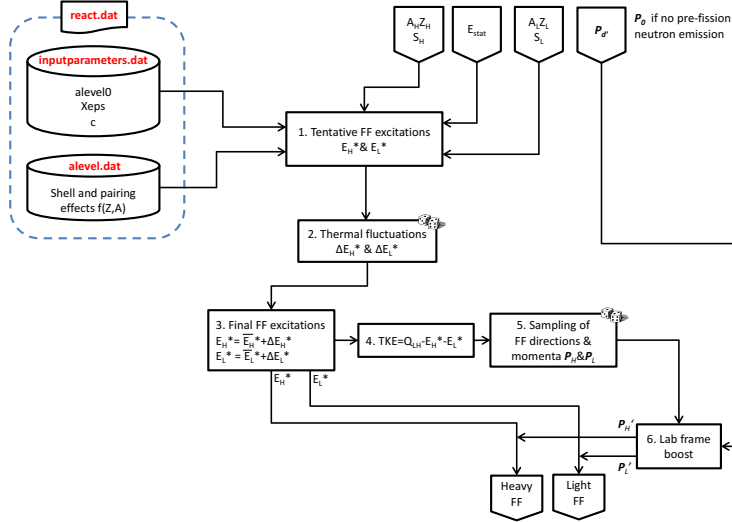 react.dat
inputparameters.dat
alevel0
Xeps
c
alevel.dat
Shell and pairing
effects f(Z,A)
A_HZ_H
S_H
E_stat
A_LZ_L
S_L
P_d'
P_0 if no pre-fission
neutron emission
1. Tentative FF excitations
E_H*& E_L*
2. Thermal fluctuations
ΔE_H* & ΔE_L*
3. Final FF excitations
E_H*= E̅_H*+ΔE_H*
E_L*= E̅_L*+ΔE_L*
4. TKE=Q_LH-E_H*-E_L*
5. Sampling of
FF directions &
momenta P_H&P_L
E_H*
E_L*
P_H'
P_L'
6. Lab frame
boost
Heavy
FF
Light
FF